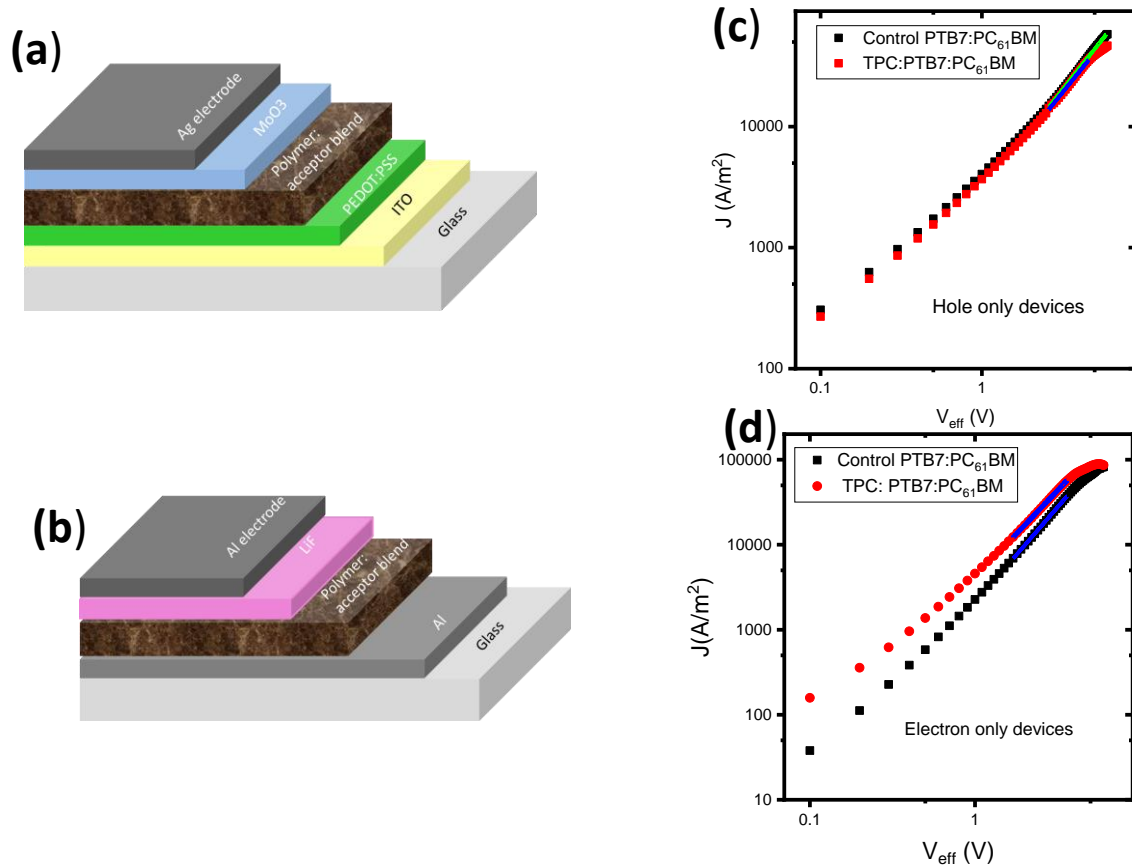 (a)
Ag electrode
MoO3
Polymer:
acceptor blend
PEDOT:PSS
ITO
Glass
(b)
Al electrode
LiF
Polymer:
acceptor blend
Al
Glass
(c)
Control PTB7:PC₆₁BM
TPC:PTB7:PC₆₁BM
10000
1000
100
J (A/m²)
Hole only devices
0.1
1
V_eff (V)
(d)
Control PTB7:PC₆₁BM
TPC: PTB7:PC₆₁BM
100000
10000
1000
100
10
J(A/m²)
Electron only devices
0.1
1
V_eff (V)